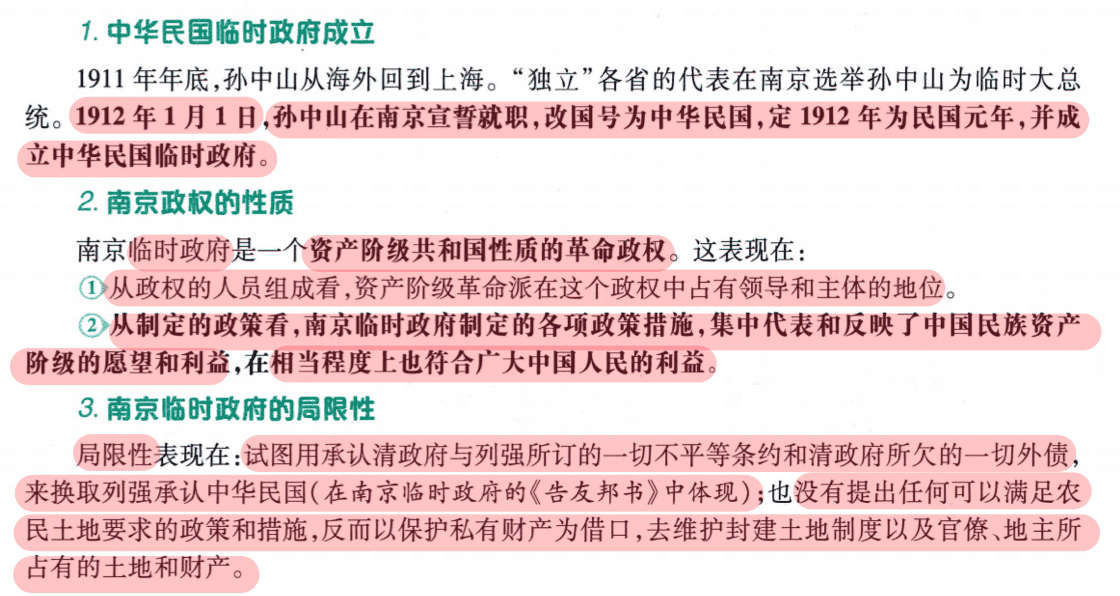 1. 中华民国临时政府成立
1911 年年底,孙中山从海外回到上海。“独立”各省的代表在南京选举孙中山为临时大总
统。1912 年 1 月 1 日,孙中山在南京宣誓就职,改国号为中华民国,定 1912 年为民国元年,并成
立中华民国临时政府。
2. 南京政权的性质
南京临时政府是一个资产阶级共和国性质的革命政权。这表现在:
①从政权的人员组成看,资产阶级革命派在这个政权中占有领导和主体的地位。
②从制定的政策看,南京临时政府制定的各项政策措施,集中代表和反映了中国民族资产
阶级的愿望和利益,在相当程度上也符合广大中国人民的利益。
3. 南京临时政府的局限性
局限性表现在:试图用承认清政府与列强所订的一切不平等条约和清政府所欠的一切外债,
来换取列强承认中华民国(在南京临时政府的《告友邦书》中体现);也没有提出任何可以满足农
民土地要求的政策和措施,反而以保护私有财产为借口,去维护封建土地制度以及官僚、地主所
占有的土地和财产。